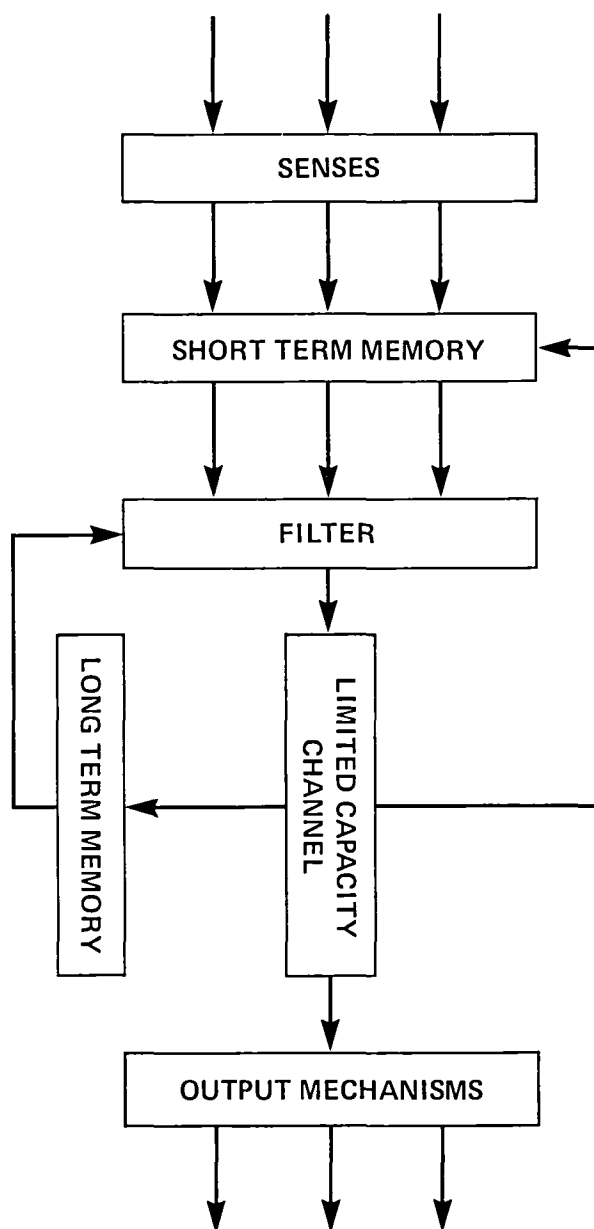 SENSES
SHORT TERM MEMORY
FILTER
LONG TERM MEMORY
LIMITED CAPACITY
CHANNEL
OUTPUT MECHANISMS